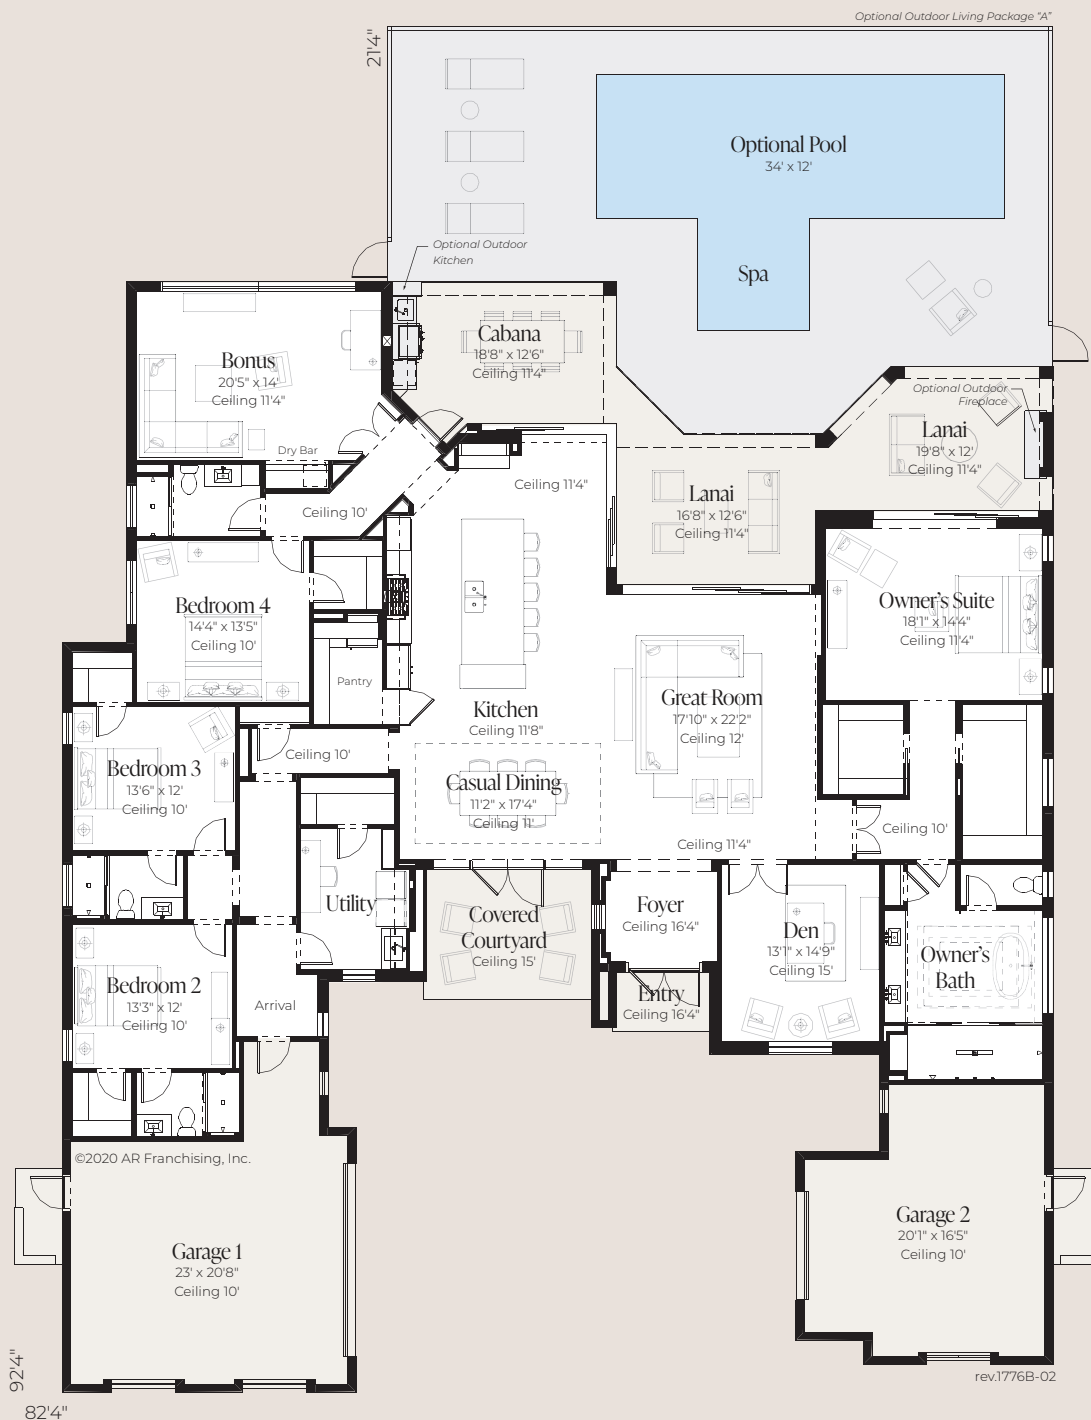 Optional Outdoor Living Package “A”
21'4"
Optional Pool
34' x 12'
Spa
Optional Outdoor
Kitchen
Cabana
18'8" x 12'6"
Ceiling 11'4"
Bonus
20'5" x 14'
Ceiling 11'4"
Dry Bar
Optional Outdoor
Fireplace
Lanai
19'8" x 12'
Ceiling 11'4"
Lanai
16'8" x 12'6"
Ceiling 11'4"
Ceiling 11'4"
Ceiling 10'
Bedroom 4
14'4" x 13'5"
Ceiling 10'
Owner's Suite
18'1" x 14'4"
Ceiling 11'4"
Pantry
Kitchen
Ceiling 11'8"
Great Room
17'10" x 22'2"
Ceiling 12'
Ceiling 10'
Bedroom 3
13'6" x 12'
Ceiling 10'
Casual Dining
11'2" x 17'4"
Ceiling 11'
Ceiling 11'4"
Ceiling 10'
Utility
Covered
Courtyard
Ceiling 15'
Foyer
Ceiling 16'4"
Den
13'1" x 14'9"
Ceiling 15'
Owner's
Bath
Bedroom 2
13'3" x 12'
Ceiling 10'
Arrival
Entry
Ceiling 16'4"
©2020 AR Franchising, Inc.
Garage 1
23' x 20'8"
Ceiling 10'
Garage 2
20'1" x 16'5"
Ceiling 10'
rev.1776B-02
92'4"
82'4"